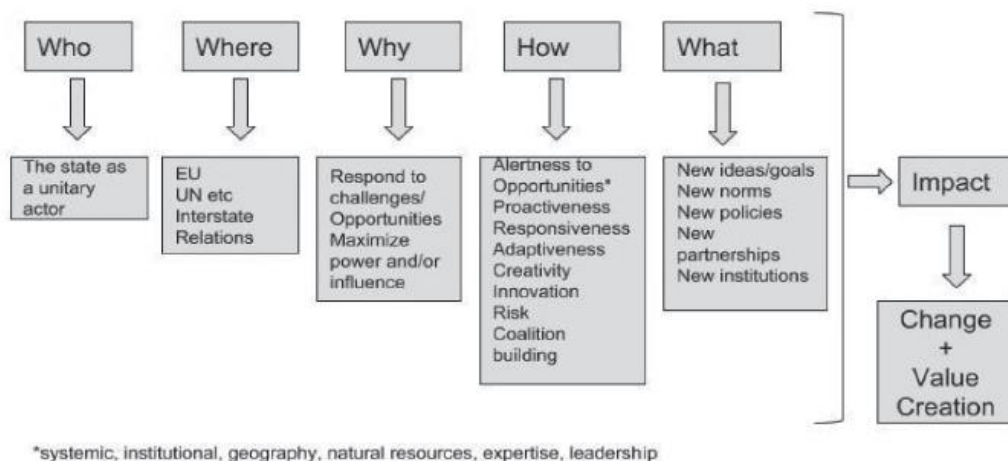 Who
Where
Why
How
What
The state as
a unitary
actor
EU
UN etc
Interstate
Relations
Respond to
challenges/
Opportunities
Maximize
power and/or
influence
Alertness to
Opportunities*
Proactiveness
Responsiveness
Adaptiveness
Creativity
Innovation
Risk
Coalition
building
New ideas/goals
New norms
New policies
New
partnerships
New institutions
Impact
Change
+
Value
Creation
*systemic, institutional, geography, natural resources, expertise, leadership